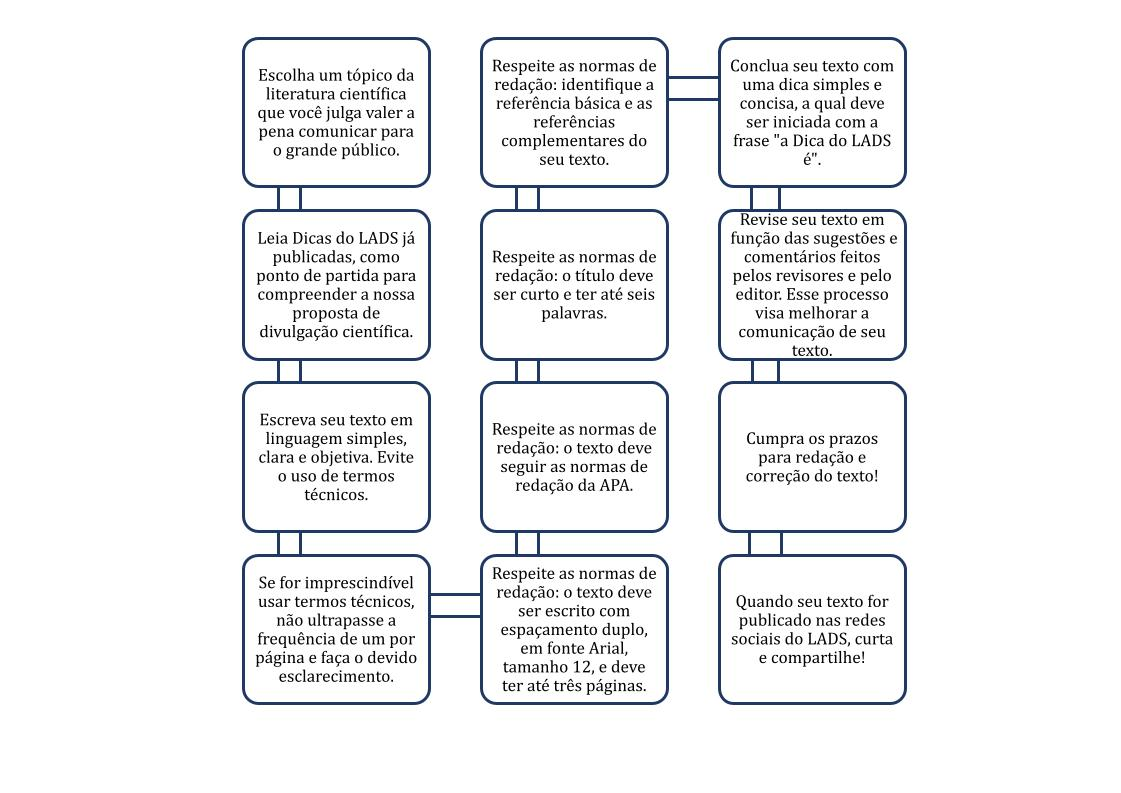 Escolha um tópico da
literatura científica
que você julga valer a
pena comunicar para
o grande público.
Leia Dicas do LADS já
publicadas, como
ponto de partida para
compreender a nossa
proposta de
divulgação científica.
Escreva seu texto em
linguagem simples,
clara e objetiva. Evite
o uso de termos
técnicos.
Se for imprescindível
usar termos técnicos,
não ultrapasse a
frequência de um por
página e faça o devido
esclarecimento.
Respeite as normas de
redação: o texto deve
ser escrito com
espaçamento duplo,
em fonte Arial,
tamanho 12, e deve
ter até três páginas.
Respeite as normas de
redação: o texto deve
seguir as normas de
redação da APA.
Respeite as normas de
redação: o título deve
ser curto e ter até seis
palavras.
Respeite as normas de
redação: identifique a
referência básica e as
referências
complementares do
seu texto.
Conclua seu texto com
uma dica simples e
concisa, a qual deve
ser iniciada com a
frase "a Dica do LADS
é".
Revise seu texto em
função das sugestões e
comentários feitos
pelos revisores e pelo
editor. Esse processo
visa melhorar a
comunicação de seu
texto.
Cumpra os prazos
para redação e
correção do texto!
Quando seu texto for
publicado nas redes
sociais do LADS, curta
e compartilhe!